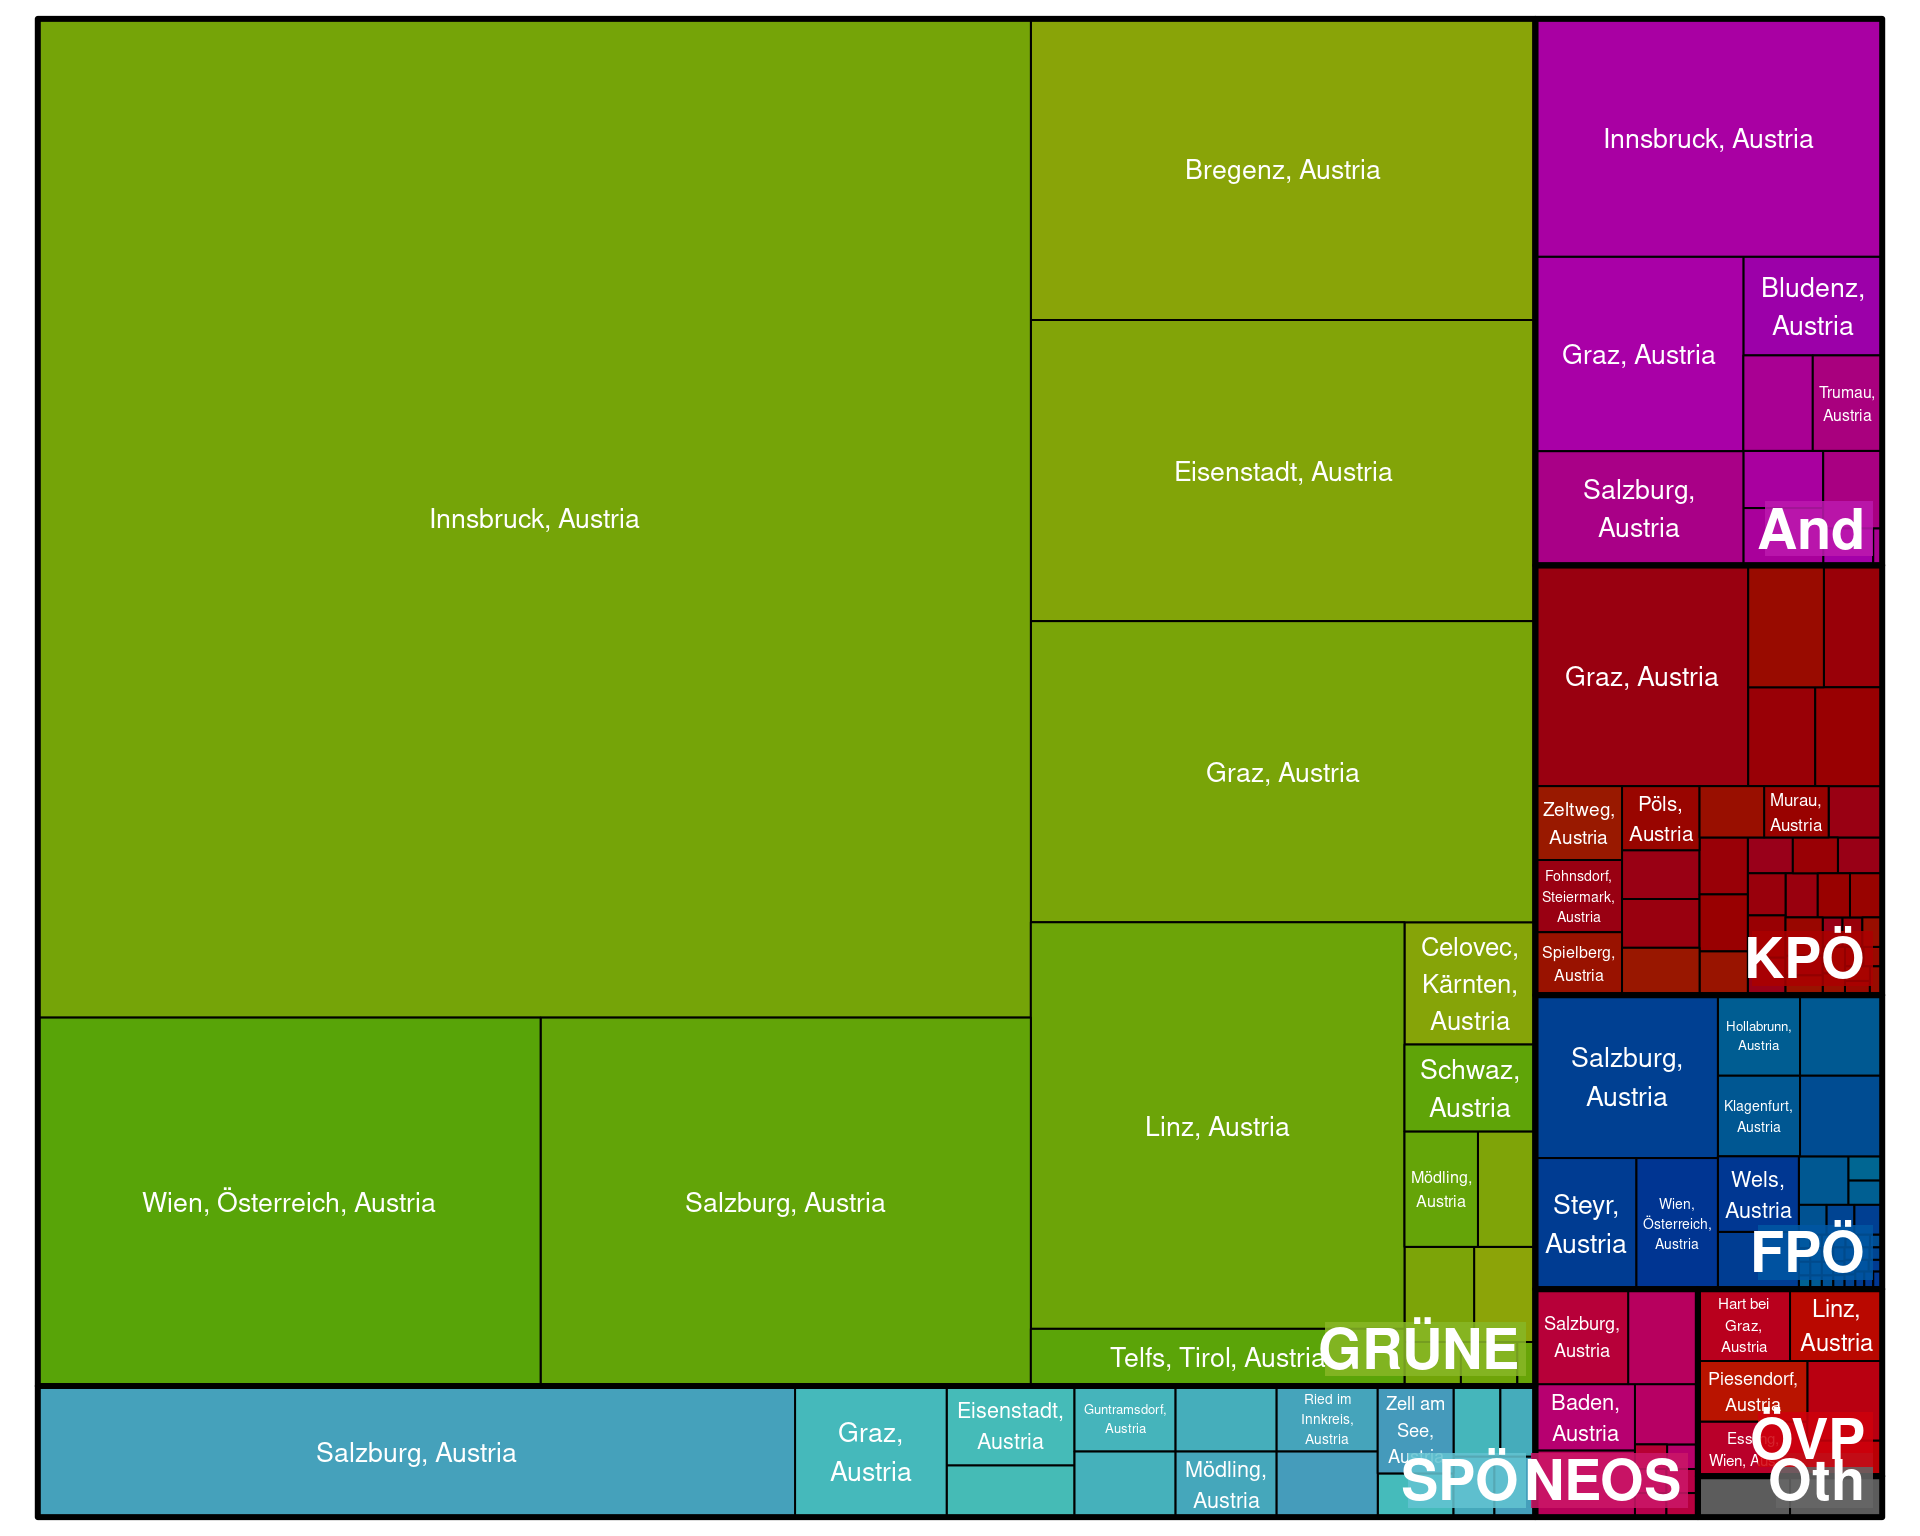 Innsbruck, Austria
Bregenz, Austria
Eisenstadt, Austria
Graz, Austria
Wien, Österreich, Austria
Salzburg, Austria
Linz, Austria
Celovec,
Kärnten,
Austria
Schwaz,
Austria
Mödling,
Austria
Telfs, Tirol, Austria
GRÜNE
Innsbruck, Austria
Graz, Austria
Bludenz,
Austria
Trumau,
Austria
Salzburg,
Austria
And
Graz, Austria
Zeltweg,
Austria
Pöls,
Austria
Murau,
Austria
Fohnsdorf,
Steiermark,
Austria
Spielberg,
Austria
KPÖ
Salzburg,
Austria
Hollabrunn,
Austria
Klagenfurt,
Austria
Steyr,
Austria
Wien,
Österreich,
Austria
Wels,
Austria
FPÖ
Salzburg, Austria
Graz,
Austria
Eisenstadt,
Austria
Guntramsdorf,
Austria
Mödling,
Austria
Ried im
Innkreis,
Austria
Zell am
See,
Austria
SPÖ
Salzburg,
Austria
Baden,
Austria
NEOS
Hart bei
Graz,
Austria
Linz,
Austria
Piesendorf,
Austria
Wien,
ÖVP
Oth